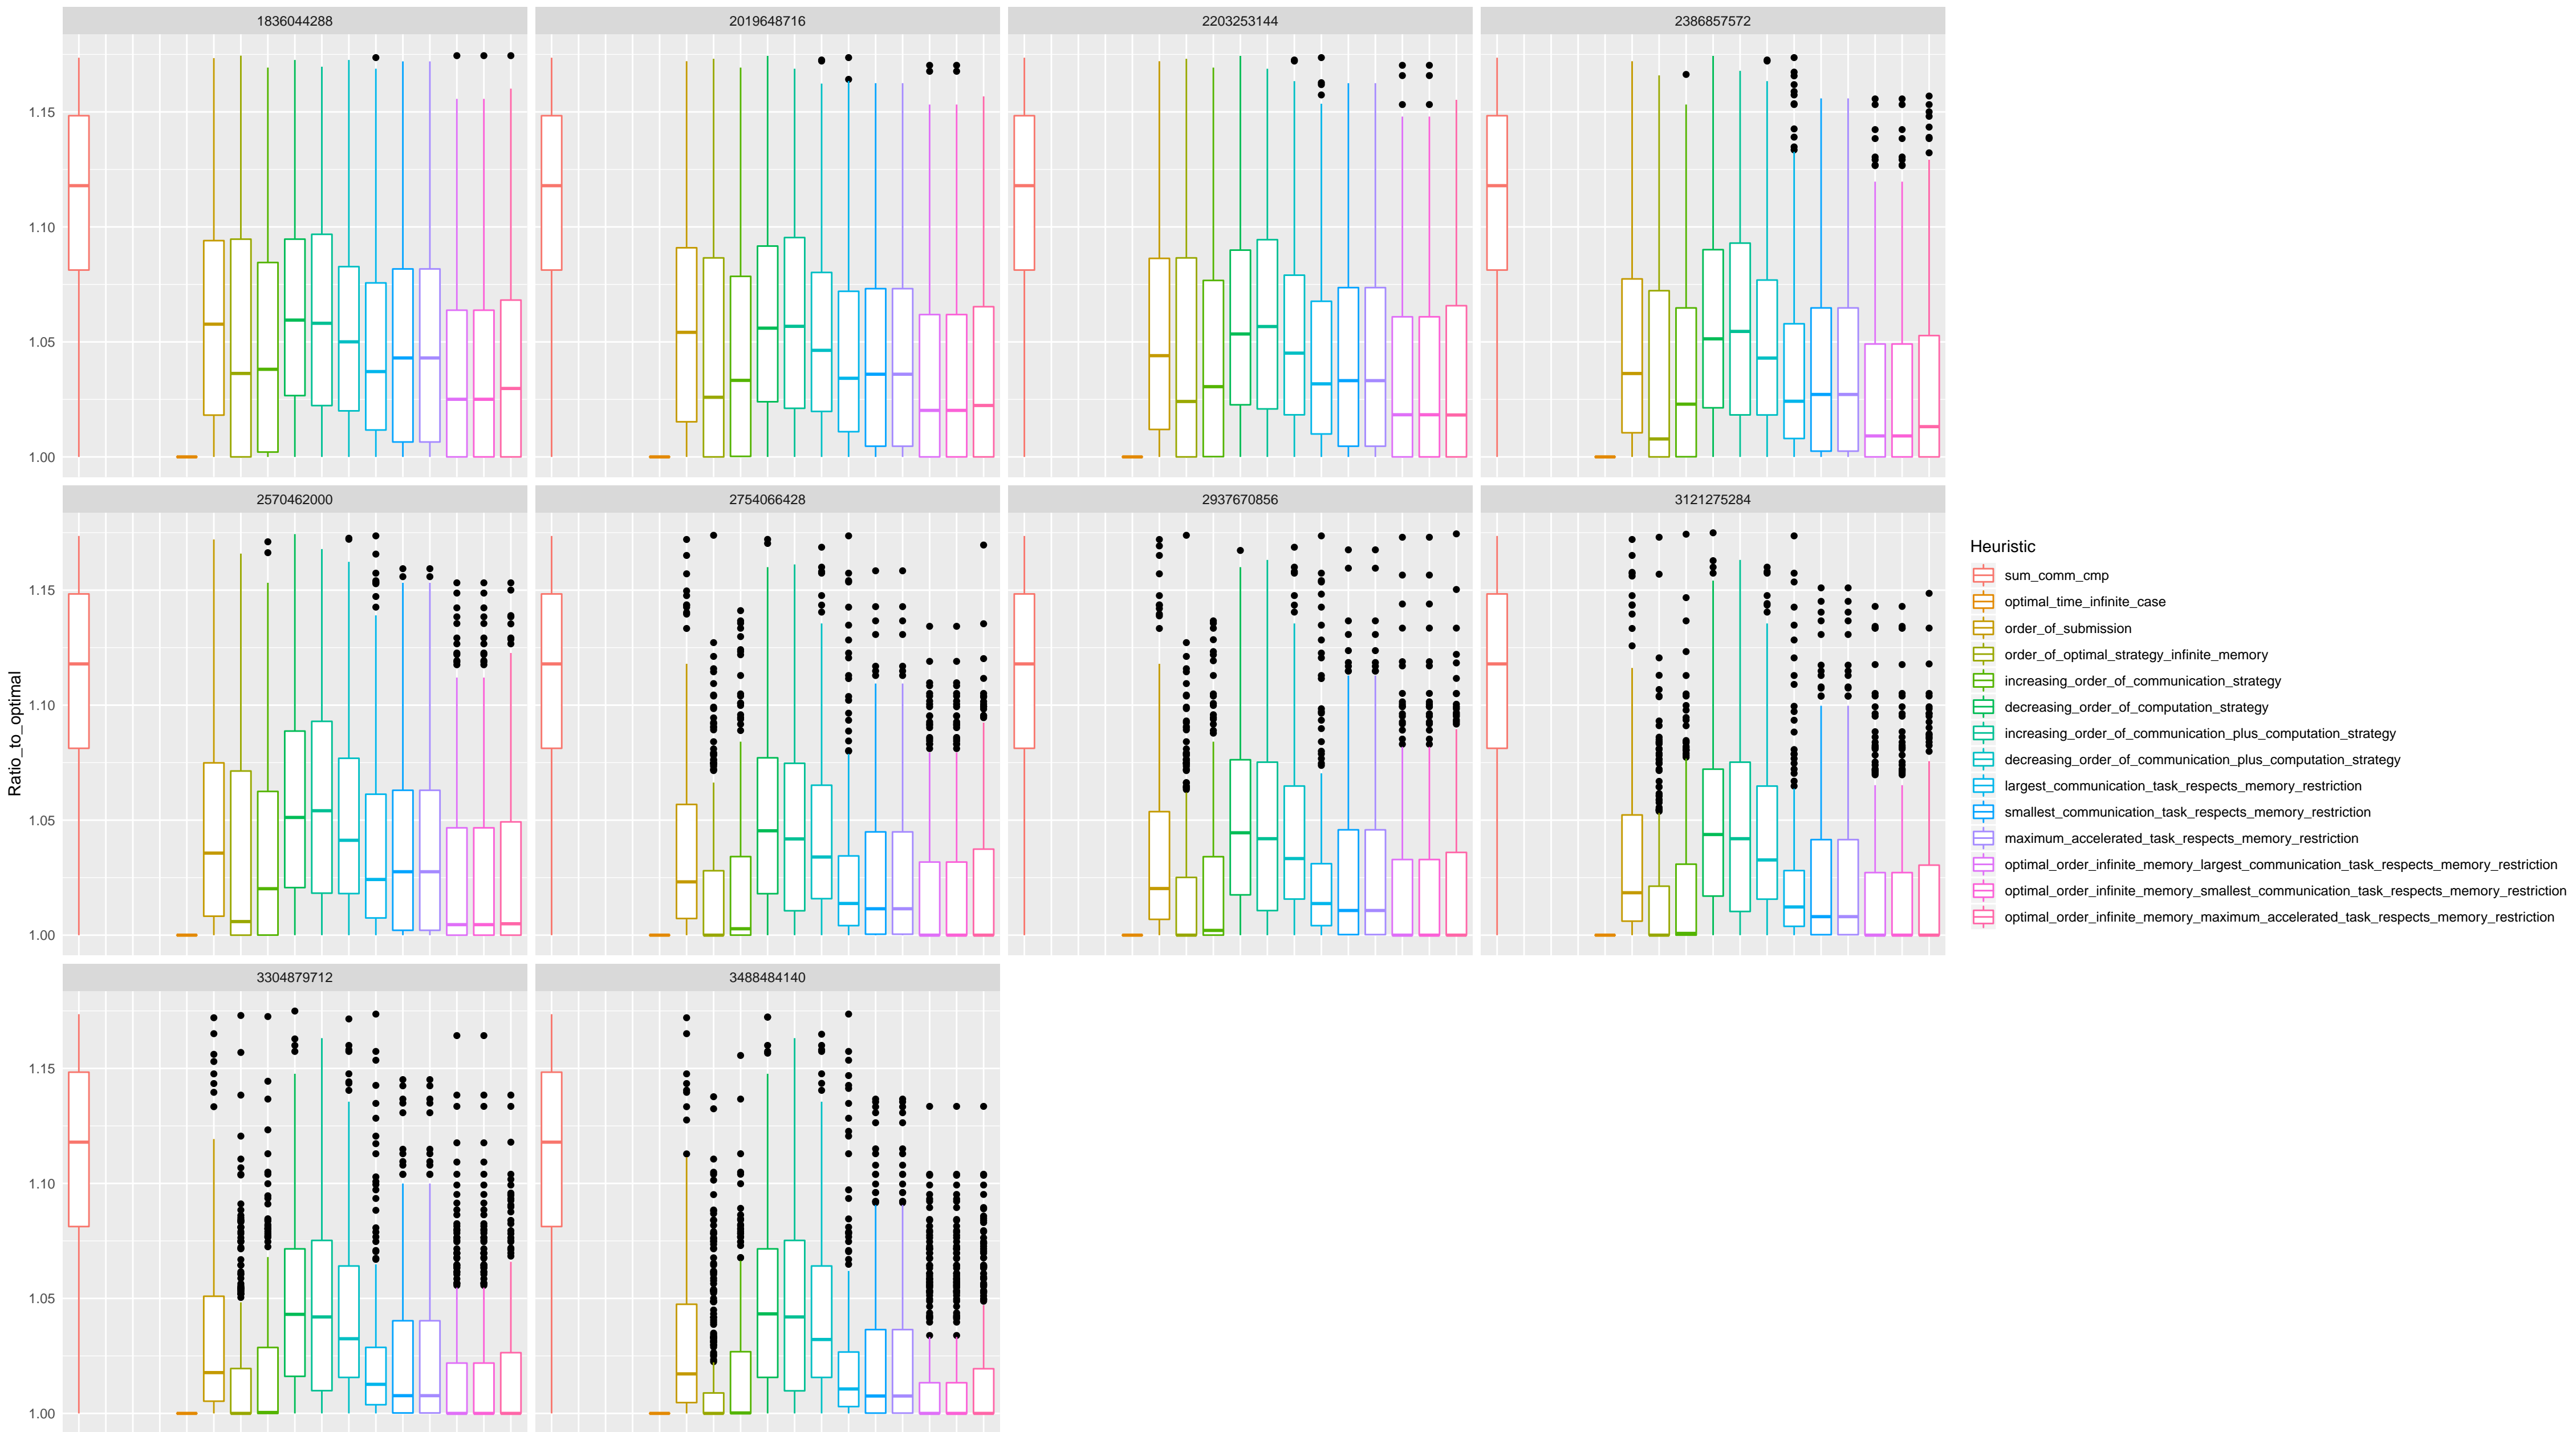 1836044288
2019648716
2203253144
2386857572
1.15
1.10
1.05
1.00
2570462000
2754066428
2937670856
3121275284
1.15
1.10
1.05
1.00
3304879712
3488484140
1.15
1.10
1.05
1.00
Ratio_to_optimal
Heuristic
sum_comm_cmp
optimal_time_infinite_case
order_of_submission
order_of_optimal_strategy_infinite_memory
increasing_order_of_communication_strategy
decreasing_order_of_computation_strategy
increasing_order_of_communication_plus_computation_strategy
decreasing_order_of_communication_plus_computation_strategy
largest_communication_task_respects_memory_restriction
smallest_communication_task_respects_memory_restriction
maximum_accelerated_task_respects_memory_restriction
optimal_order_infinite_memory_largest_communication_task_respects_memory_restriction
optimal_order_infinite_memory_smallest_communication_task_respects_memory_restriction
optimal_order_infinite_memory_maximum_accelerated_task_respects_memory_restriction